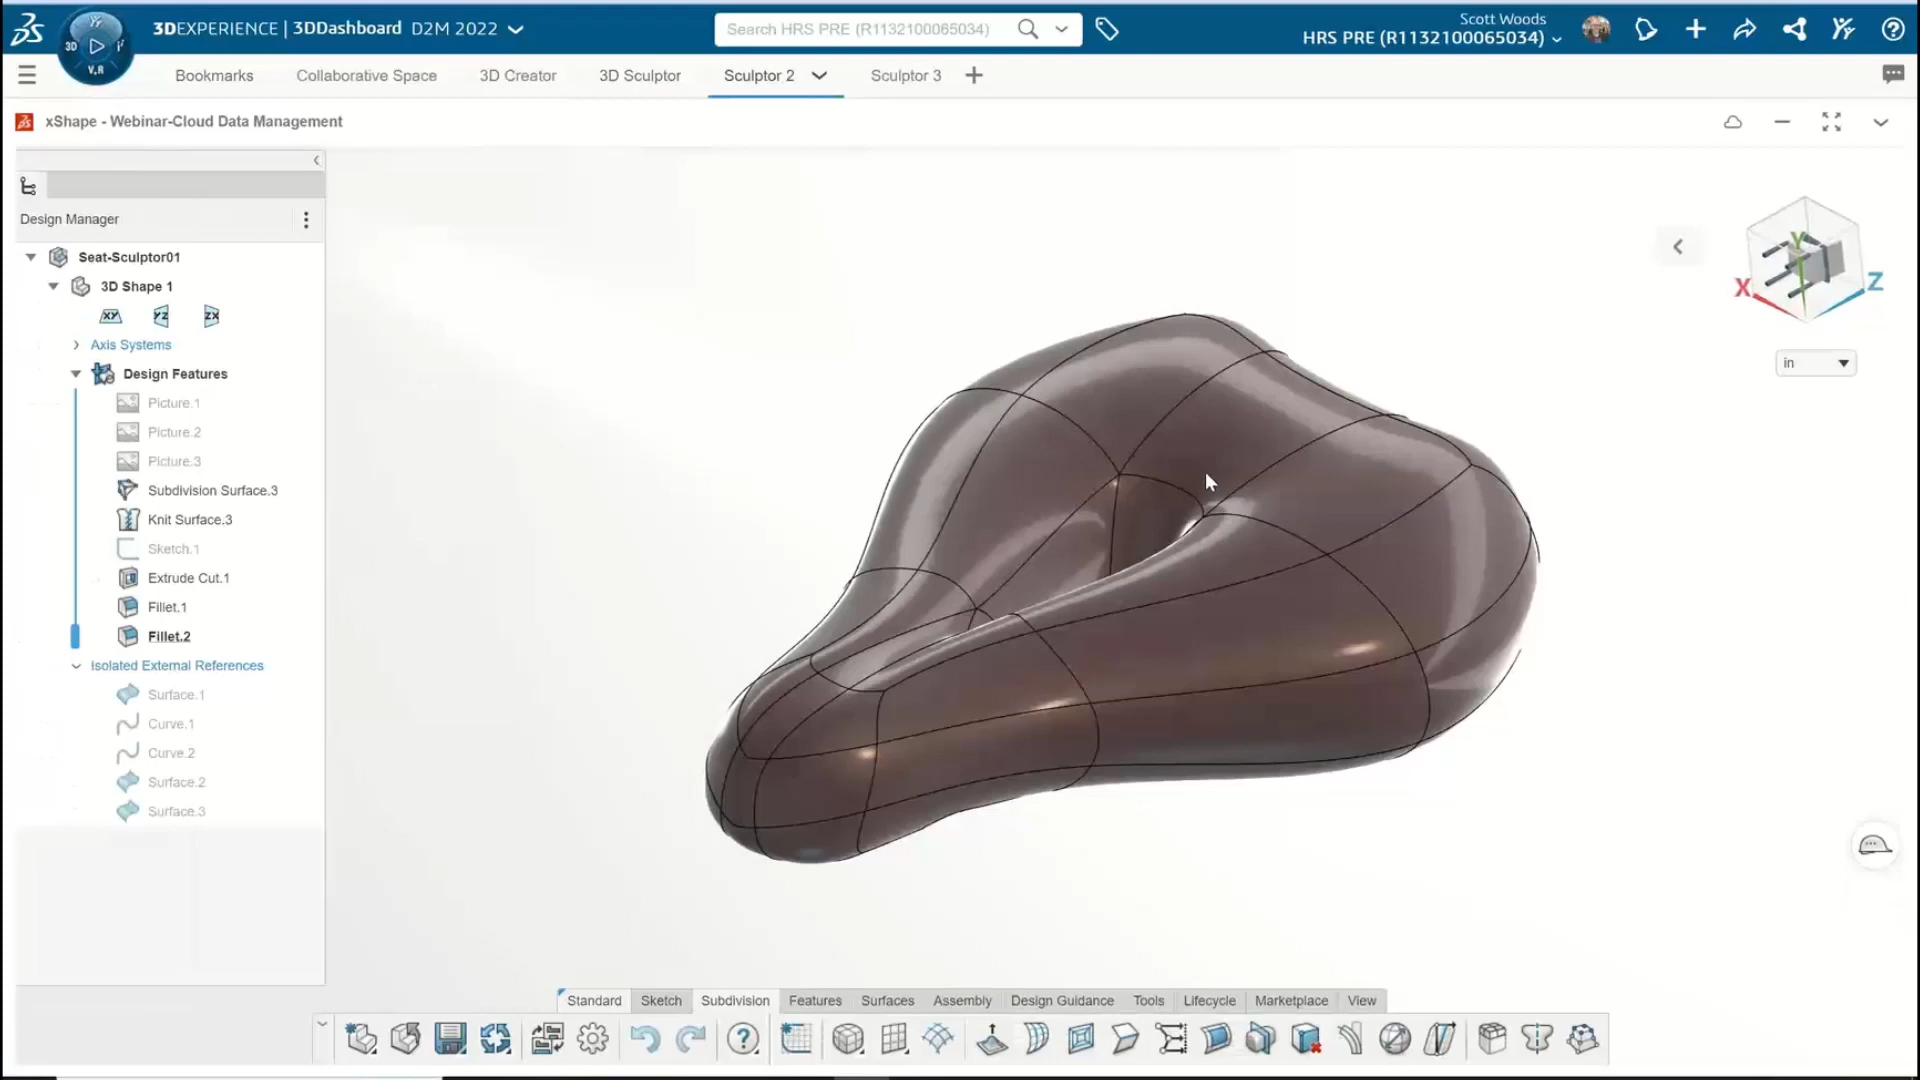 3DEXPERIENCE | 3DDashboard D2M 2022
Search HRS PRE (R1132100065034)
Scott Woods
HRS PRE (R1132100065034)
3D
V,R
Bookmarks
Collaborative Space
3D Creator
3D Sculptor
Sculptor 2
Sculptor 3
xShape - Webinar-Cloud Data Management
Design Manager
Seat-Sculptor01
3D Shape 1
XY
YZ
ZX
Axis Systems
Design Features
Picture.1
Picture.2
Picture.3
Subdivision Surface.3
Knit Surface.3
Sketch.1
Extrude Cut.1
Fillet.1
Fillet.2
Isolated External References
Surface.1
Curve.1
Curve.2
Surface.2
Surface.3
Y
X
Z
in
Standard
Sketch
Subdivision
Features
Surfaces
Assembly
Design Guidance
Tools
Lifecycle
Marketplace
View